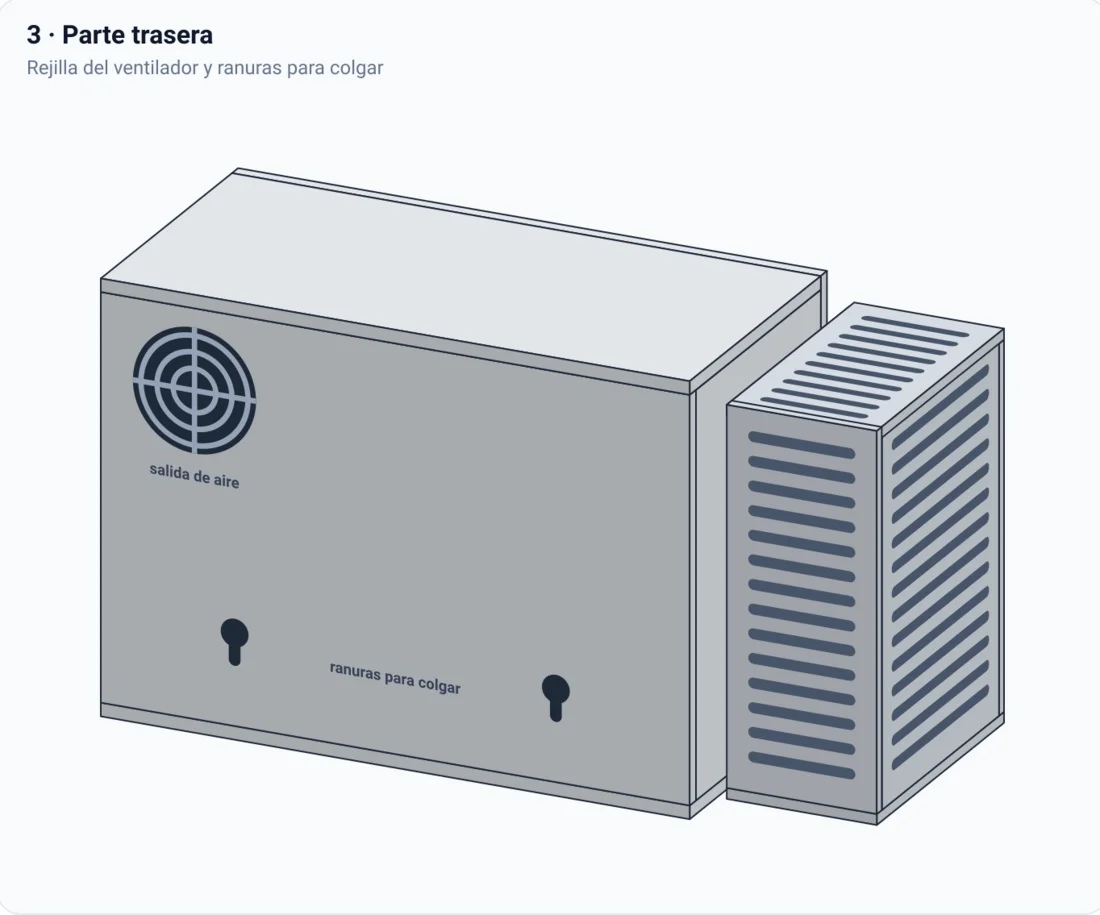 3 · Parte trasera
Rejilla del ventilador y ranuras para colgar
salida de aire
ranuras para colgar